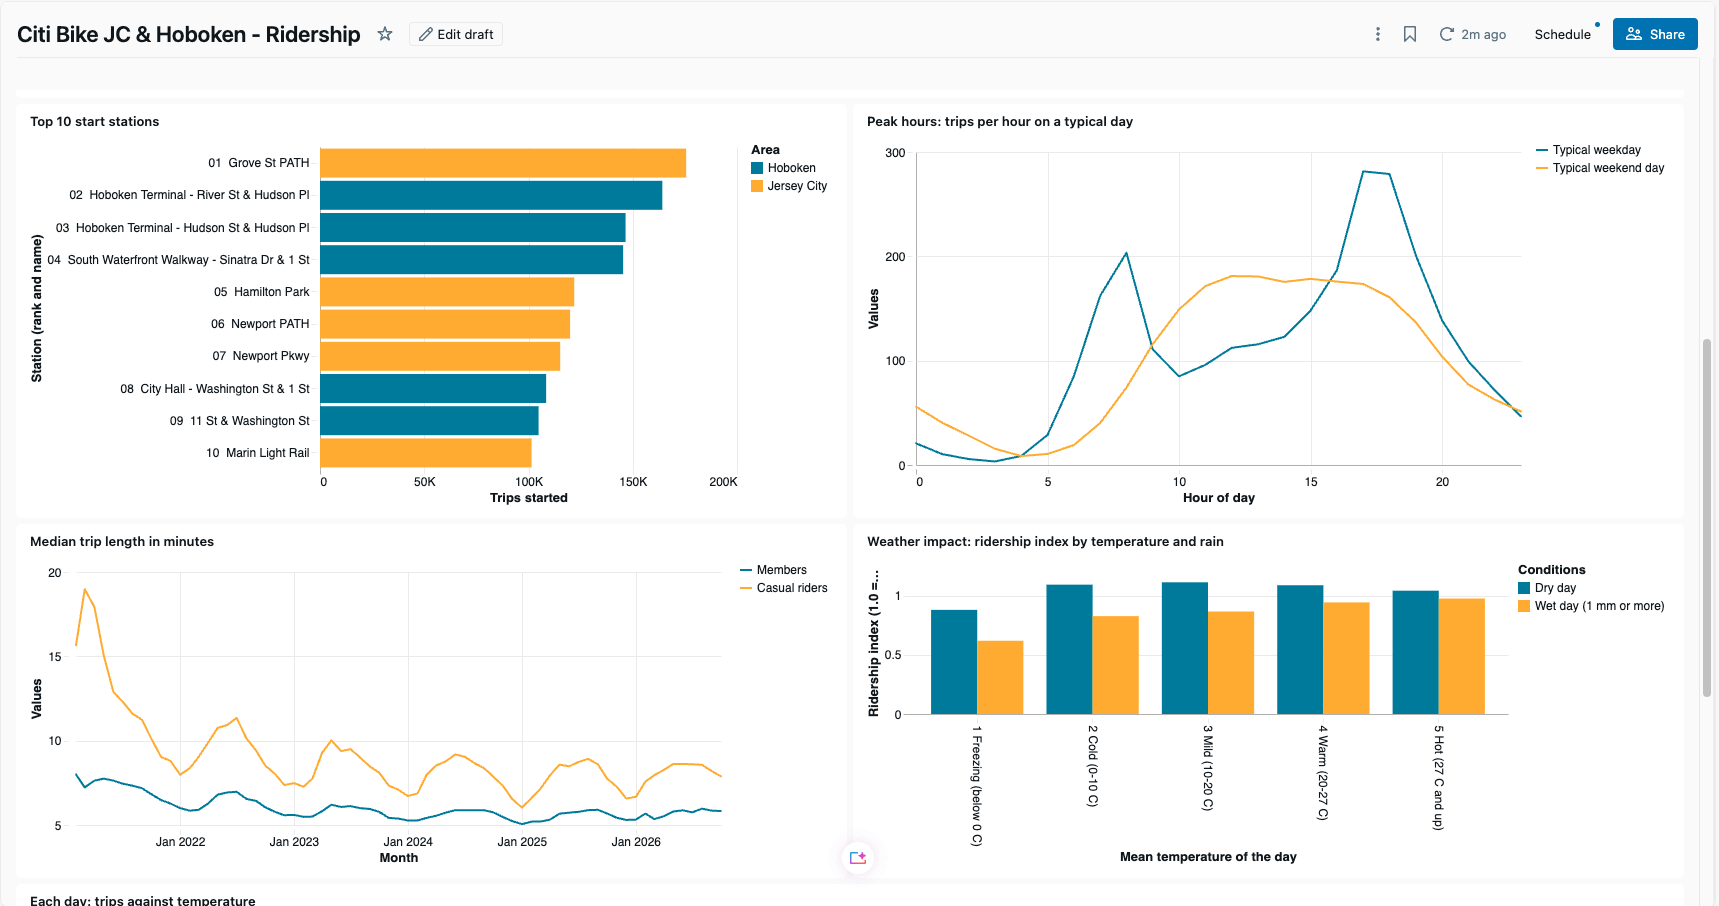 Citi Bike JC & Hoboken - Ridership
Edit draft
2m ago
Schedule
Share
Top 10 start stations
Station (rank and name)
01 Grove St PATH
02 Hoboken Terminal - River St & Hudson Pl
03 Hoboken Terminal - Hudson St & Hudson Pl
04 South Waterfront Walkway - Sinatra Dr & 1 St
05 Hamilton Park
06 Newport PATH
07 Newport Pkwy
08 City Hall - Washington St & 1 St
09 11 St & Washington St
10 Marin Light Rail
0 50K 100K 150K 200K
Trips started
Area
Hoboken
Jersey City
Peak hours: trips per hour on a typical day
Values
300
200
100
0
0 5 10 15 20
Hour of day
Typical weekday
Typical weekend day
Median trip length in minutes
Values
20
15
10
5
Jan 2022 Jan 2023 Jan 2024 Jan 2025 Jan 2026
Month
Members
Casual riders
Weather impact: ridership index by temperature and rain
Ridership index (1.0 =...
1
0.5
0
1 Freezing (below 0 C)
2 Cold (0-10 C)
3 Mild (10-20 C)
4 Warm (20-27 C)
5 Hot (27 C and up)
Mean temperature of the day
Conditions
Dry day
Wet day (1 mm or more)
Each day: trips against temperature